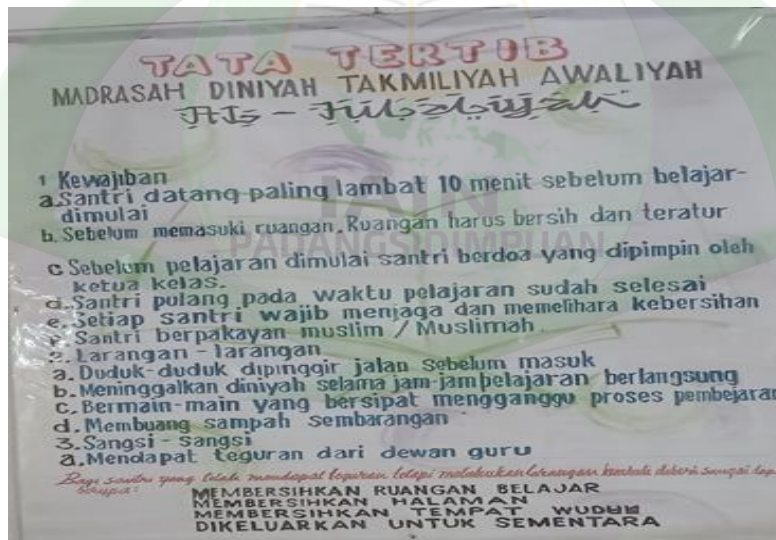 TATA TERTIB
MADRASAH DINIYAH TAKMILIYAH AWALIYAH
1 Kewajiban
a. Santri datang paling lambat 10 menit sebelum belajar-
dimulai
b. Sebelum memasuki ruangan, Ruangan harus bersih dan teratur
c Sebelum pelajaran dimulai santri berdoa yang dipimpin oleh
ketua kelas.
d. Santri pulang pada waktu pelajaran sudah selesai
e. Setiap santri wajib menjaga dan memelihara kebersihan
f. Santri berpakayan muslim / Muslimah.
2. Larangan - larangan
a. Duduk-duduk dipinggir jalan Sebelum masuk
b. Meninggalkan diniyah selama jam-jam pelajaran berlangsung
c. Bermain-main yang bersipat mengganggu proses pembejaran
d. Membuang sampah sembarangan
3. Sangsi - sangsi
a. Mendapat teguran dari dewan guru
Bagi santri yang telah mendapat teguran tetapi melakukan larangan kembali diberi sangsi
berupa:
MEMBERSIHKAN RUANGAN BELAJAR
MEMBERSIHKAN HALAMAN
MEMBERSIHKAN TEMPAT WUDUU
DIKELUARKAN UNTUK SEMENTARA
IAIN
PADANGSIDIMPUAN